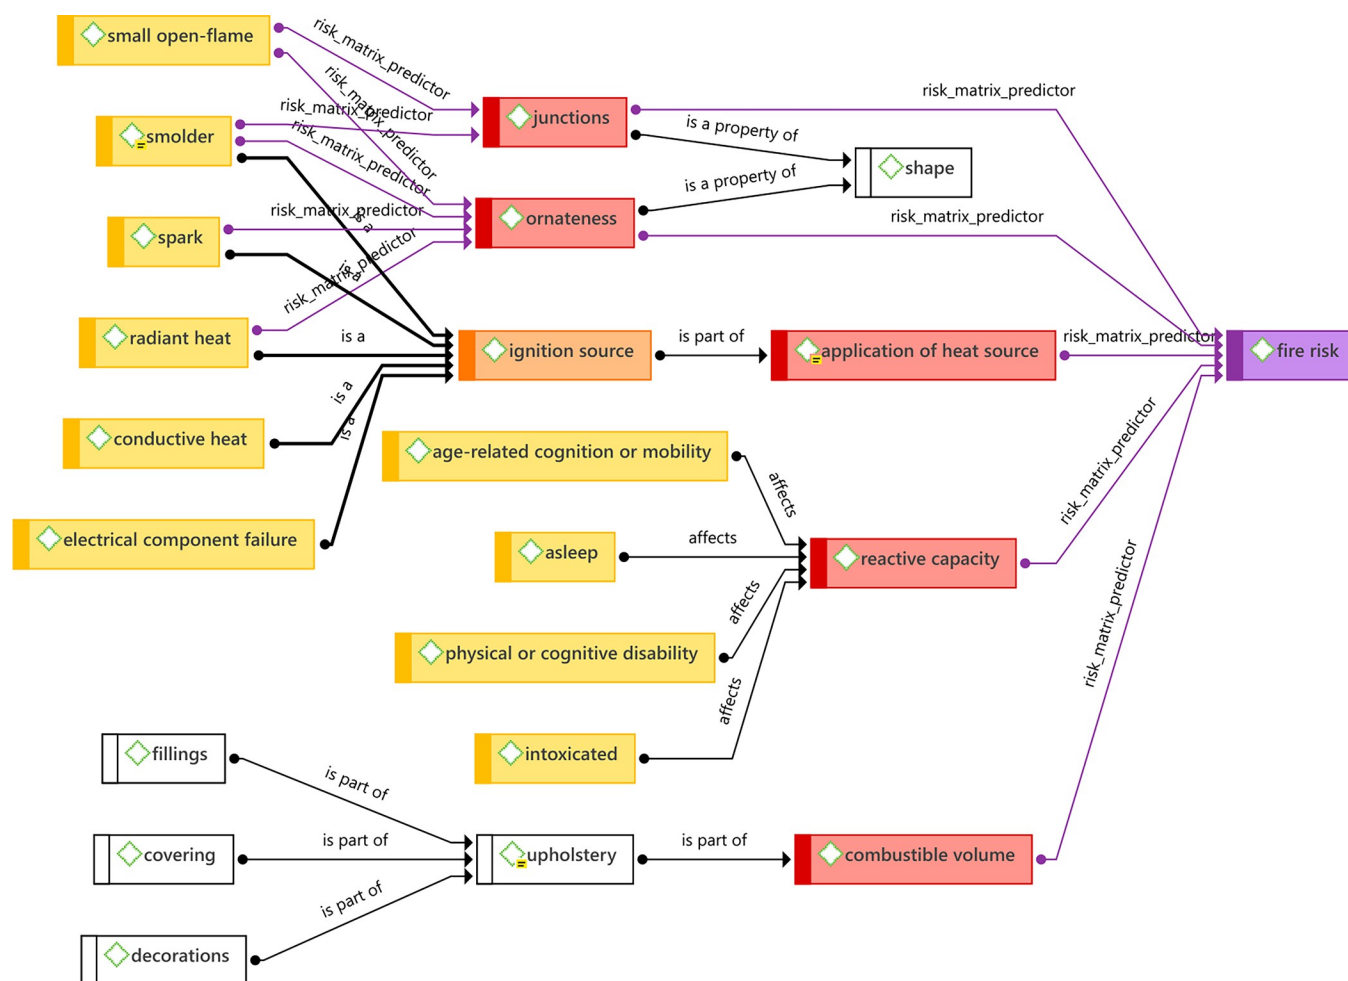 small open-flame
risk_matrix_predictor
risk_matrix_predictor
junctions
risk_matrix_predictor
is a property of
risk_matrix_predictor
smolder
risk_matrix_predictor
shape
is a property of
ornateness
risk_matrix_predictor
risk_matrix_predictor
is a
spark
is a
risk_matrix_predictor
radiant heat
is a
ignition source
is part of
application of heat source
risk_matrix_predictor
fire risk
is a
is a
conductive heat
age-related cognition or mobility
affects
risk_matrix_predictor
electrical component failure
asleep
affects
reactive capacity
affects
risk_matrix_predictor
physical or cognitive disability
affects
fillings
is part of
intoxicated
covering
is part of
upholstery
is part of
combustible volume
is part of
decorations